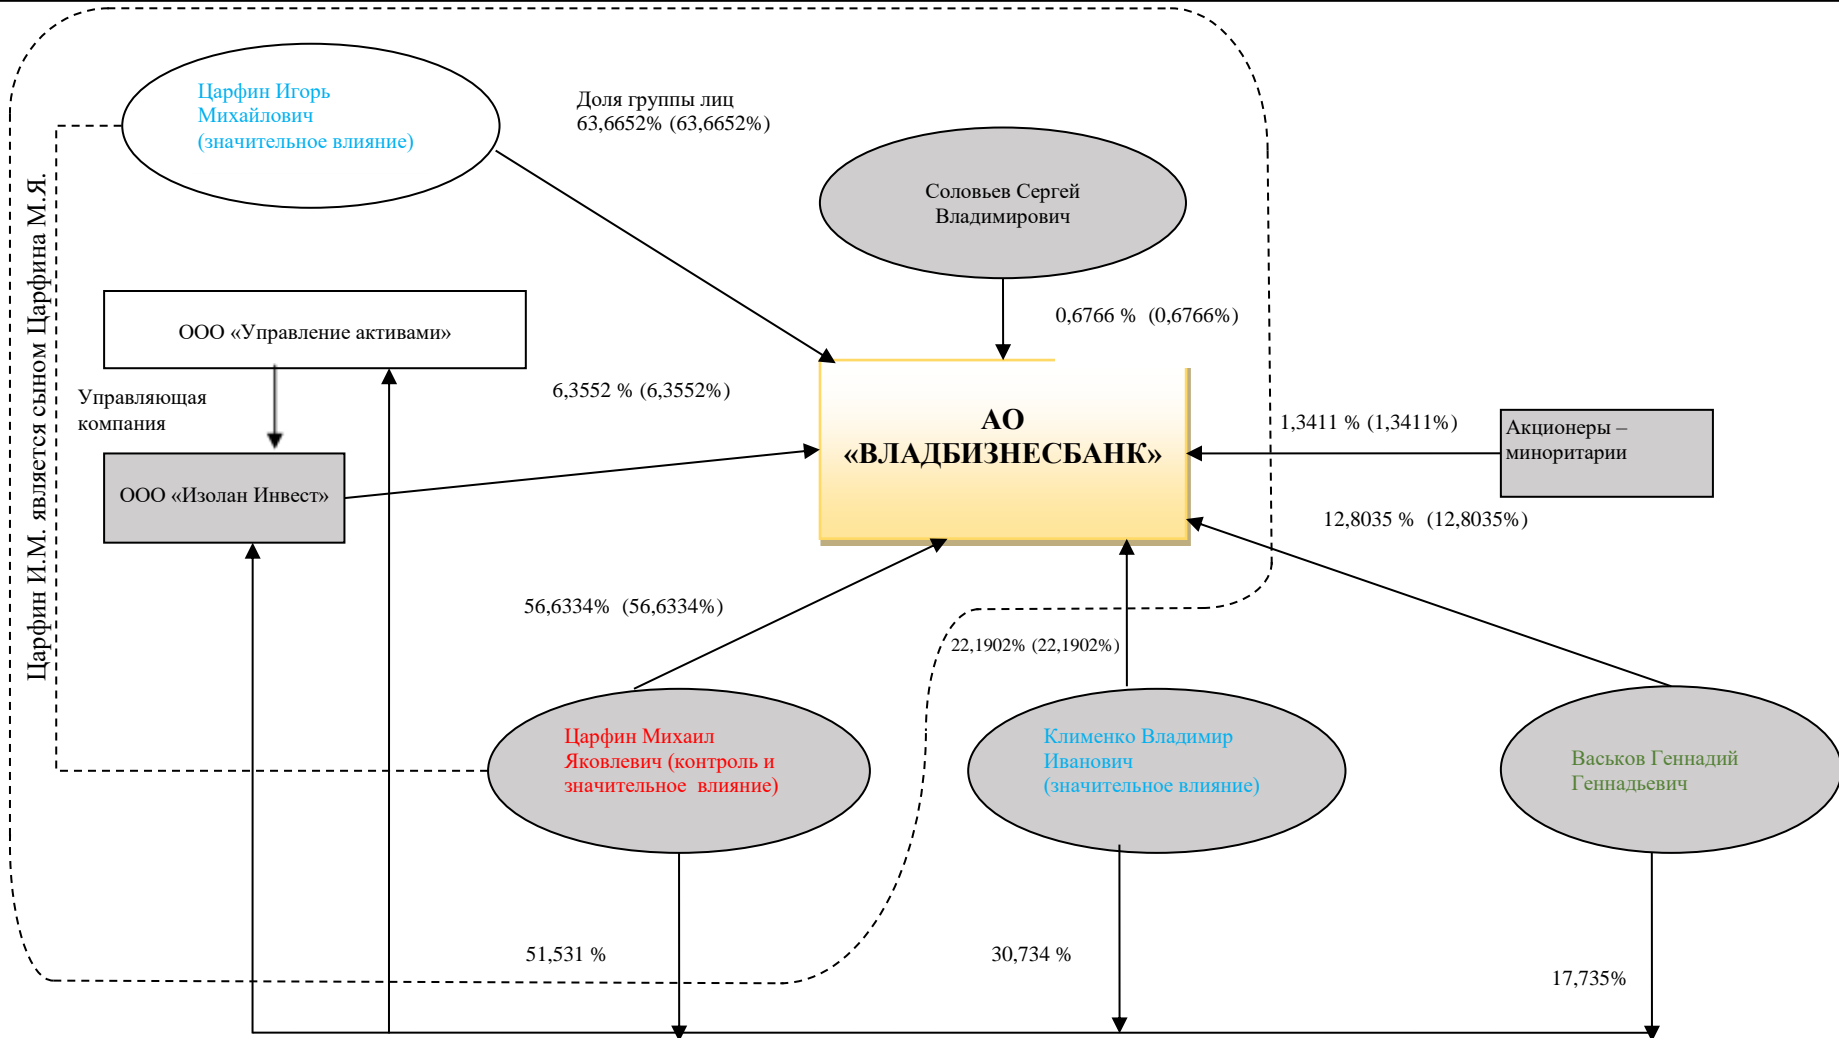 Царфин Игорь
Михайлович
(значительное влияние)
Доля группы лиц
63,6652% (63,6652%)
Соловьев Сергей
Владимирович
Царфин И.М. является сыном Царфина М.Я.
0,6766 % (0,6766%)
ООО «Управление активами»
Управляющая
компания
6,3552 % (6,3552%)
АО
«ВЛАДБИЗНЕСБАНК»
1,3411 % (1,3411%)
Акционеры –
миноритарии
ООО «Изолан Инвест»
12,8035 % (12,8035%)
56,6334% (56,6334%)
22,1902% (22,1902%)
Царфин Михаил
Яковлевич (контроль и
значительное влияние)
Клименко Владимир
Иванович
(значительное влияние)
Васьков Геннадий
Геннадьевич
51,531 %
30,734 %
17,735%